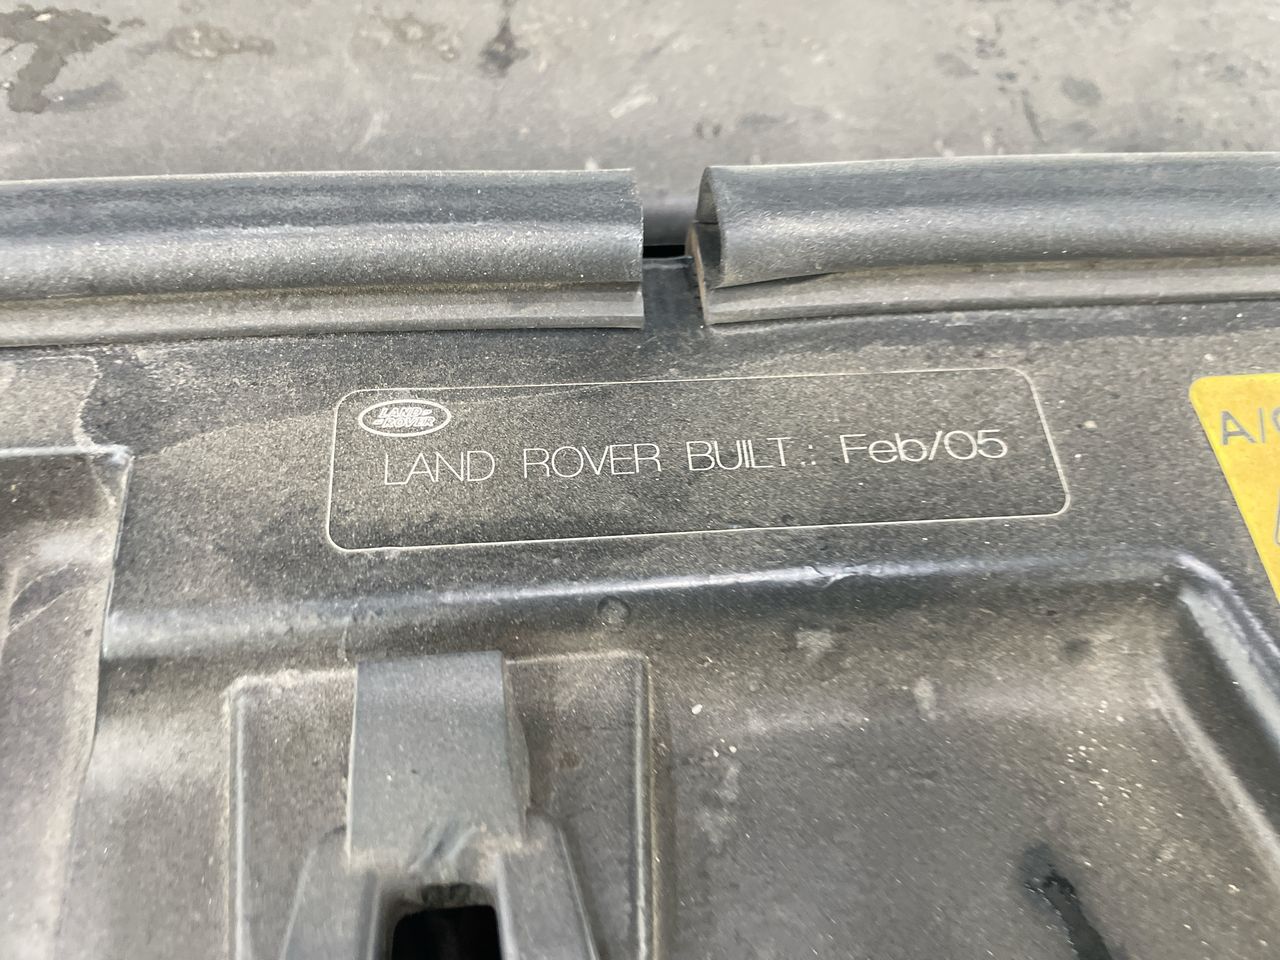 LAND
ROVER
LAND ROVER BUILT.: Feb/05
A/